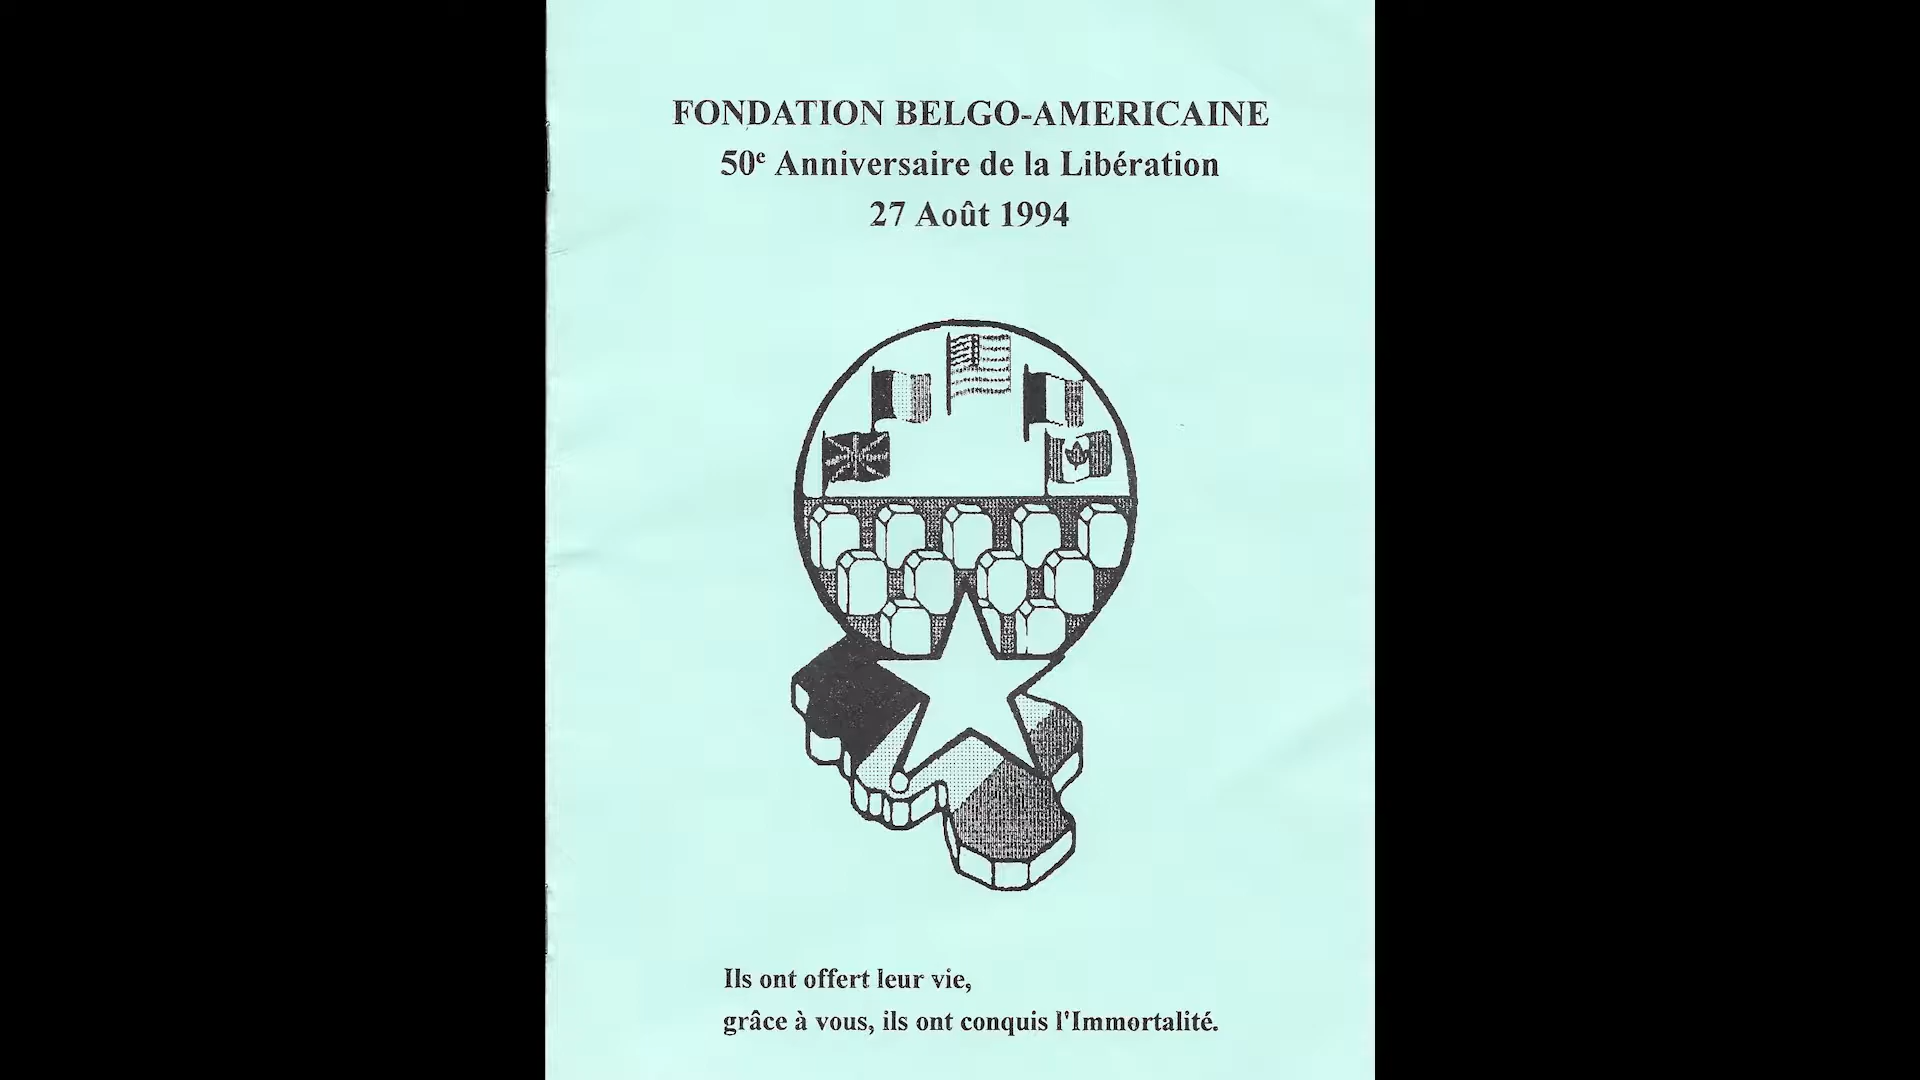 FONDATION BELGO-AMERICAINE
50e Anniversaire de la Libération
27 Août 1994
Ils ont offert leur vie,
grâce à vous, ils ont conquis l'Immortalité.